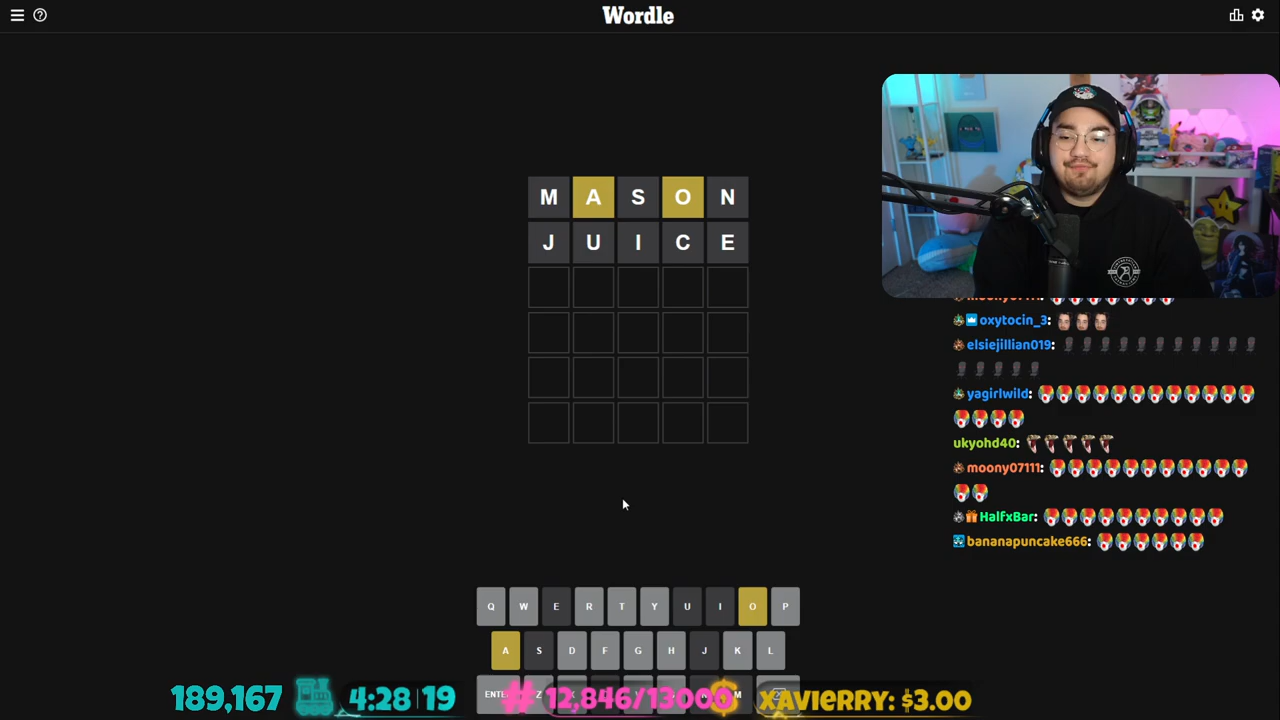 Wordle
M A S O N
J U I C E
oxytocin_3:
elsiejillian019:
yagirlwild:
ukyohd40:
moony07111:
HalfxBar:
bananapuncake666:
Q W E R T Y U I O P
A S D F G H J K L
189,167 4:28|19 # 12,846/13000 XAVIERRY: $3.00